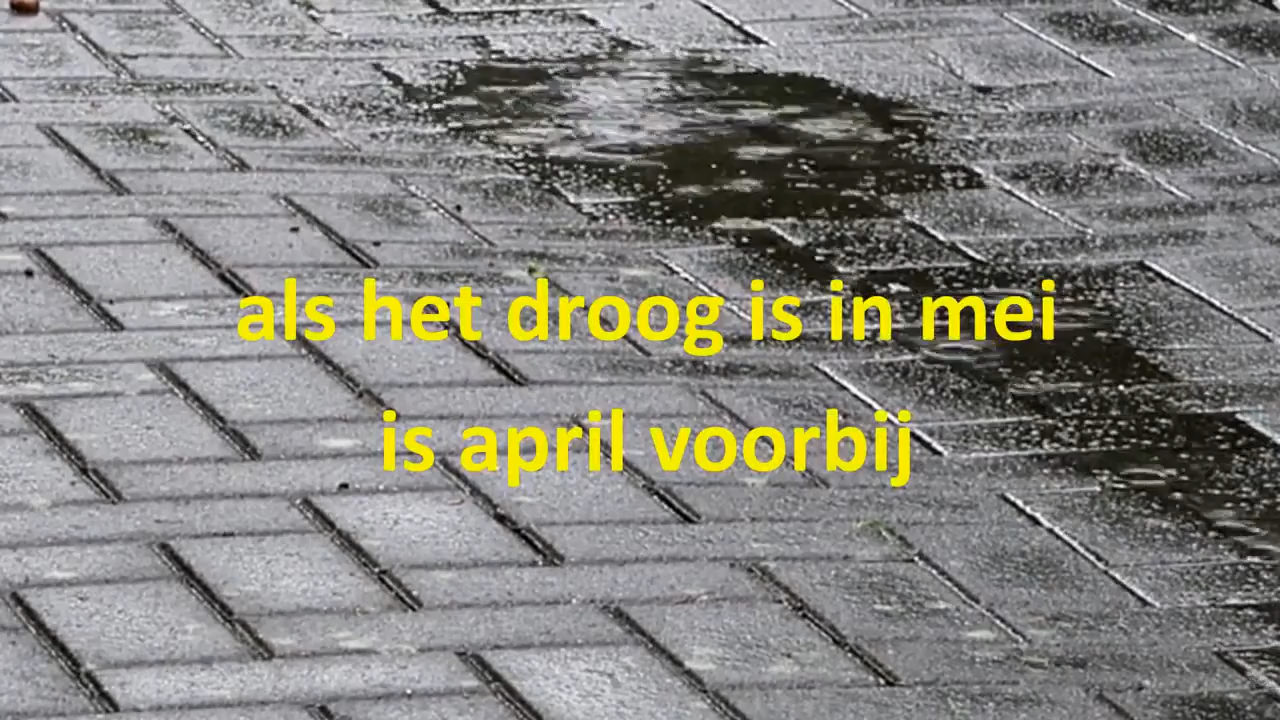 als het droog is in mei
is april voorbij